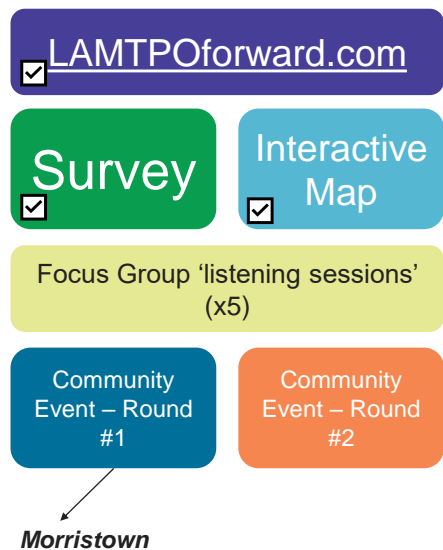 LAMTPOforward.com
Survey
Interactive
Map
Focus Group ‘listening sessions’
(x5)
Community
Event – Round
#1
Community
Event – Round
#2
Morristown